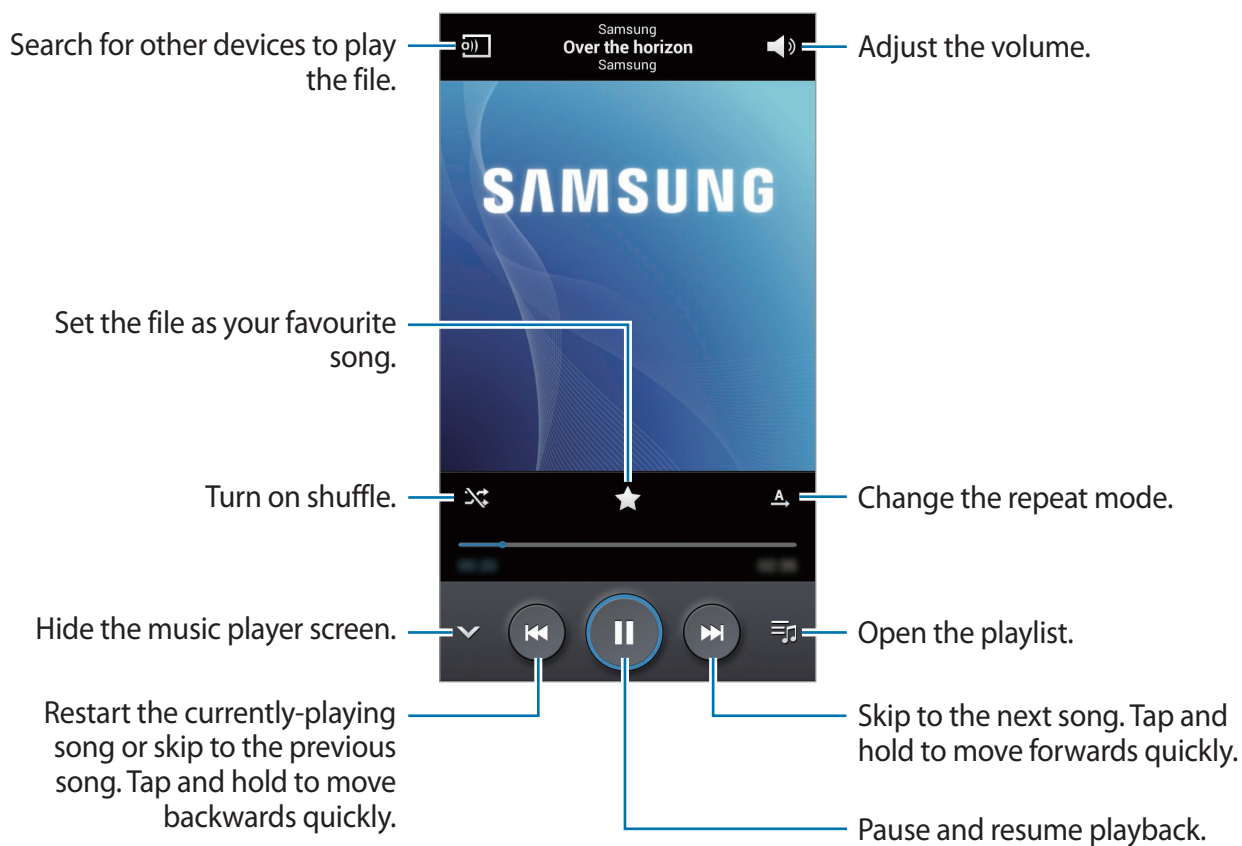 Search for other devices to play
the file.
Samsung
Over the horizon
Samsung
Adjust the volume.
SAMSUNG
Set the file as your favourite
song.
Turn on shuffle.
A
Change the repeat mode.
Hide the music player screen.
Open the playlist.
Restart the currently-playing
song or skip to the previous
song. Tap and hold to move
backwards quickly.
Skip to the next song. Tap and
hold to move forwards quickly.
Pause and resume playback.